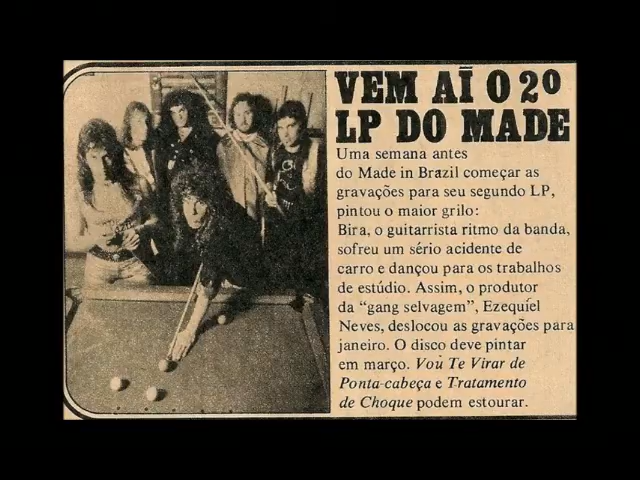 VEM AÍ O 2º
LP DO MADE
Uma semana antes
do Made in Brazil começar as
gravações para seu segundo LP,
pintou o maior grilo:
Bira, o guitarrista ritmo da banda,
sofreu um sério acidente de
carro e dançou para os trabalhos
de estúdio. Assim, o produtor
da “gang selvagem”, Ezequiel
Neves, deslocou as gravações para
janeiro. O disco deve pintar
em março. Vou Te Virar de
Ponta-cabeça e Tratamento
de Choque podem estourar.